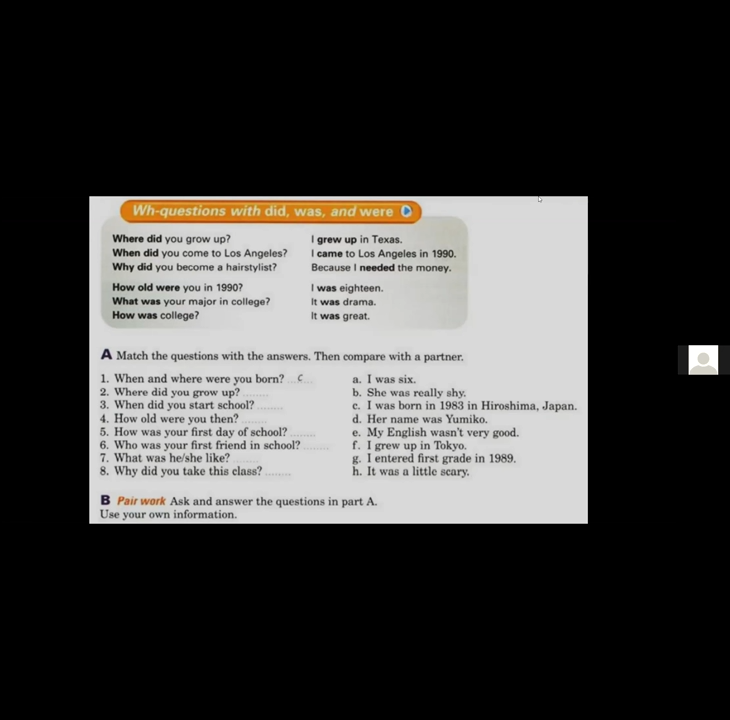 Wh-questions with did, was, and were
Where did you grow up? I grew up in Texas.
When did you come to Los Angeles? I came to Los Angeles in 1990.
Why did you become a hairstylist? Because I needed the money.
How old were you in 1990? I was eighteen.
What was your major in college? It was drama.
How was college? It was great.
A Match the questions with the answers. Then compare with a partner.
1. When and where were you born? ...c... a. I was six.
2. Where did you grow up? ........ b. She was really shy.
3. When did you start school? ........ c. I was born in 1983 in Hiroshima, Japan.
4. How old were you then? ........ d. Her name was Yumiko.
5. How was your first day of school? ........ e. My English wasn't very good.
6. Who was your first friend in school? ........ f. I grew up in Tokyo.
7. What was he/she like? ........ g. I entered first grade in 1989.
8. Why did you take this class? ........ h. It was a little scary.
B Pair work Ask and answer the questions in part A.
Use your own information.